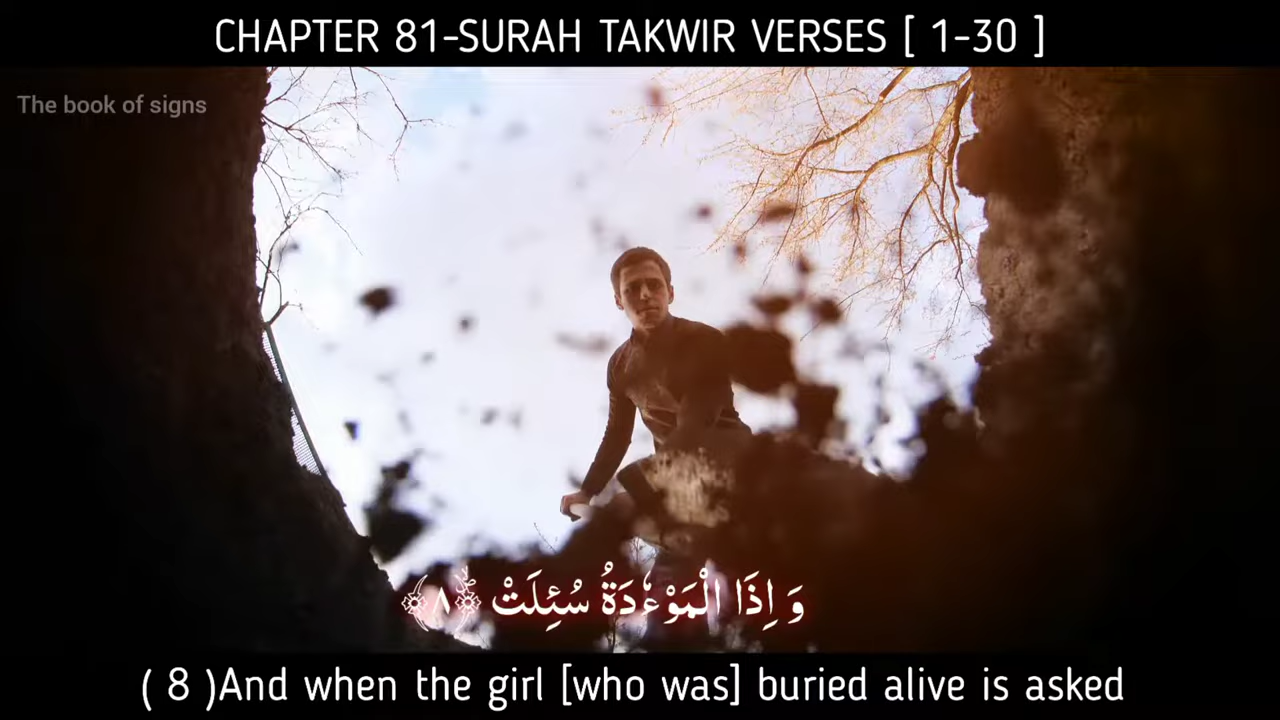 CHAPTER 81-SURAH TAKWIR VERSES [ 1-30 ]
The book of signs
وَ اِذَا الْمَوْءٗدَةُ سُئِلَتْ ﴿۸﴾
( 8 )And when the girl [who was] buried alive is asked